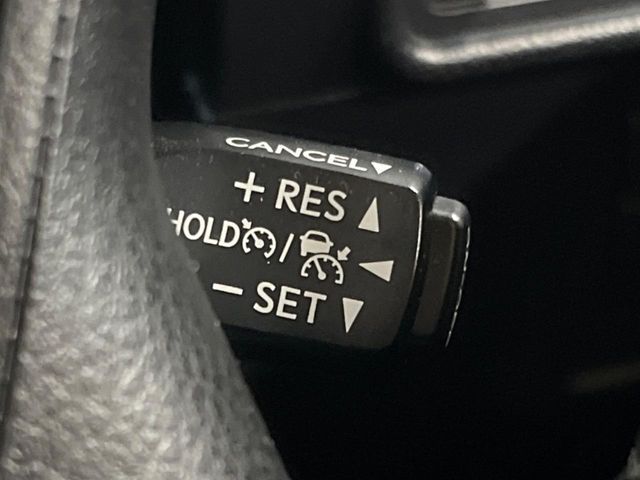 CANCEL
+ RES
HOLD /
- SET